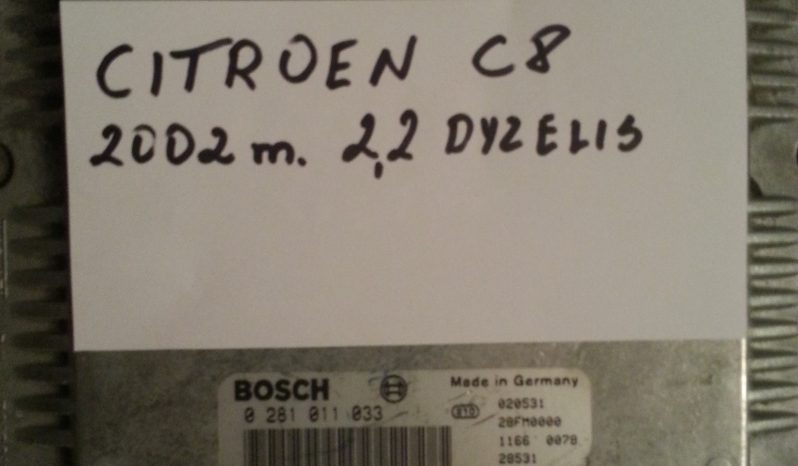 CITROEN C8
2002 m. 2,2 DYZELIS
BOSCH
Made in Germany
0 281 011 033
020531
28FM0000
1166 0078
28531